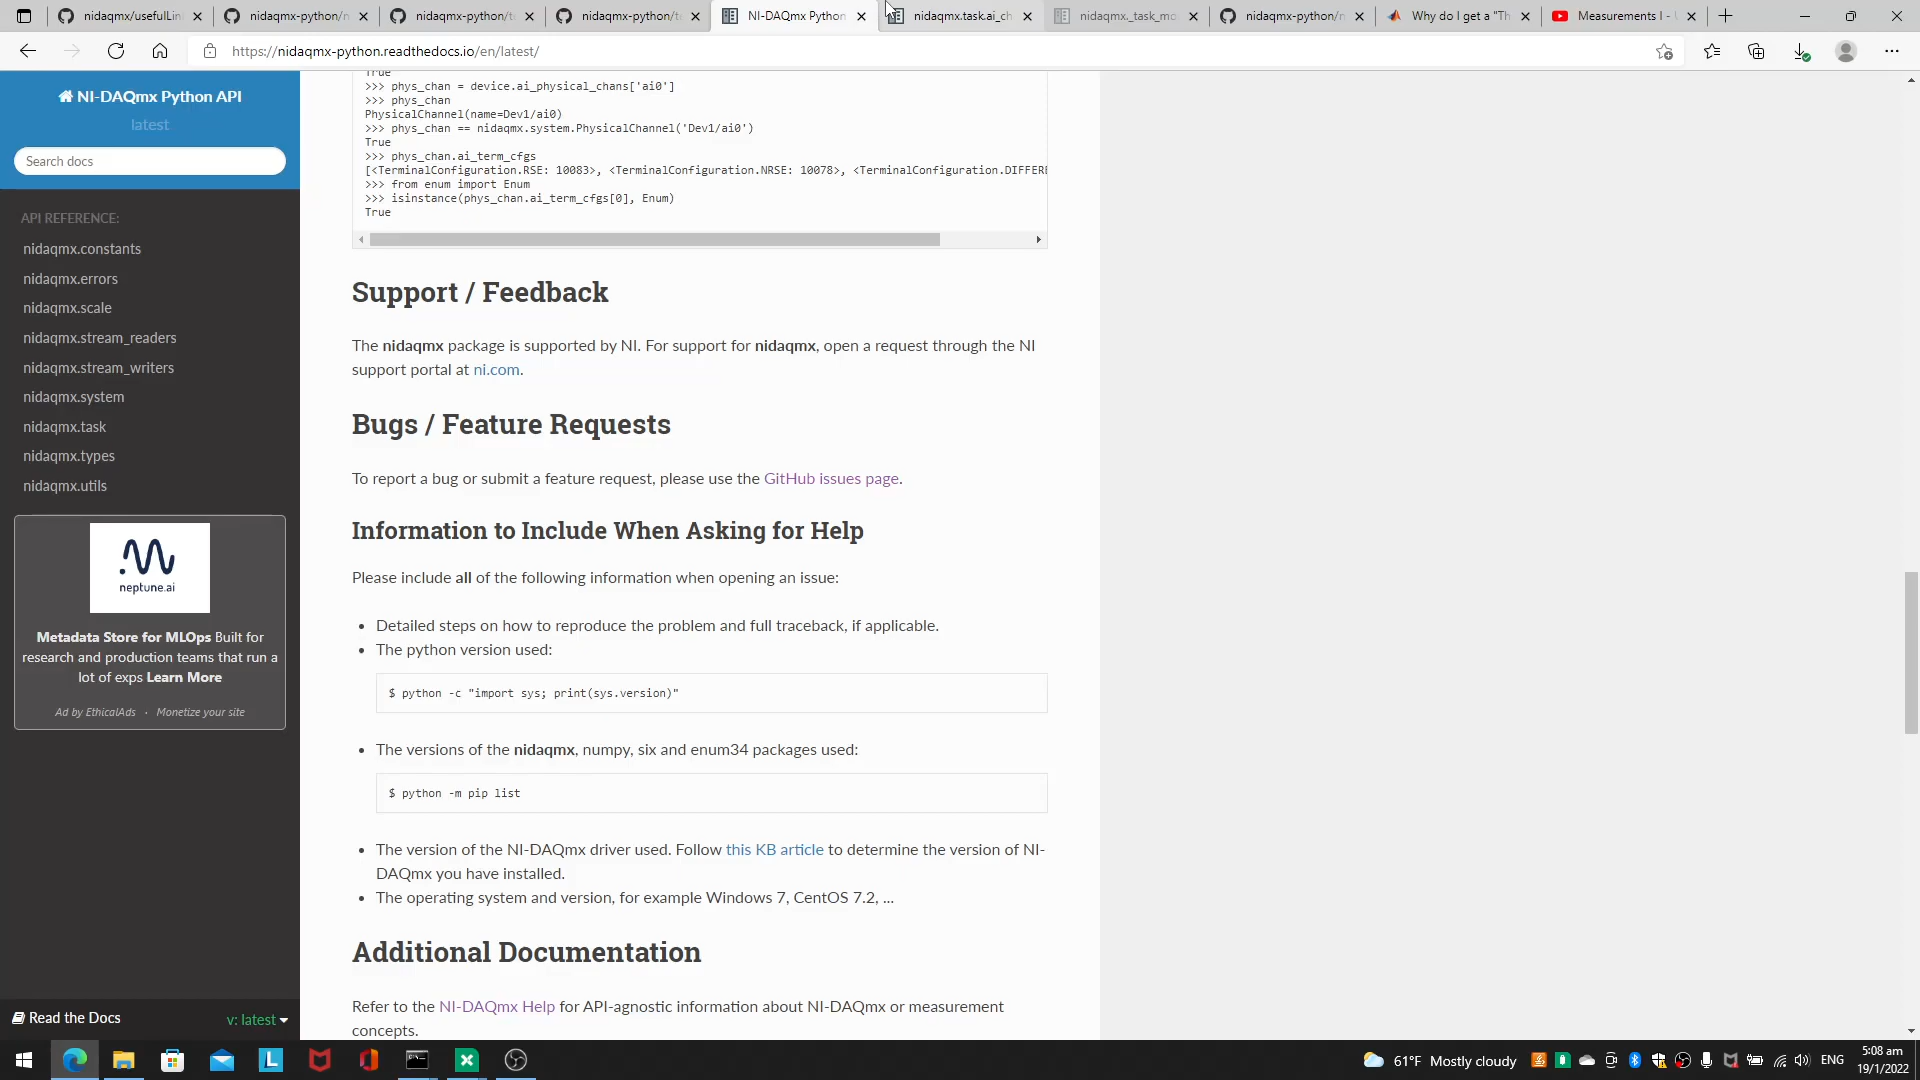 nidaqmx/usefulLin
nidaqmx-python/n
nidaqmx-python/t
nidaqmx-python/t
NI-DAQmx Python
nidaqmx.task.ai_ch
nidaqmx._task_mo
nidaqmx-python/n
Why do I get a "Th
Measurements I -
https://nidaqmx-python.readthedocs.io/en/latest/
NI-DAQmx Python API
latest
Search docs
API REFERENCE:
nidaqmx.constants
nidaqmx.errors
nidaqmx.scale
nidaqmx.stream_readers
nidaqmx.stream_writers
nidaqmx.system
nidaqmx.task
nidaqmx.types
nidaqmx.utils
neptune.ai
Metadata Store for MLOps Built for
research and production teams that run a
lot of exps Learn More
Ad by EthicalAds · Monetize your site
Read the Docs
v: latest
True
>>> phys_chan = device.ai_physical_chans['ai0']
>>> phys_chan
PhysicalChannel(name=Dev1/ai0)
>>> phys_chan == nidaqmx.system.PhysicalChannel('Dev1/ai0')
True
>>> phys_chan.ai_term_cfgs
[<TerminalConfiguration.RSE: 10083>, <TerminalConfiguration.NRSE: 10078>, <TerminalConfiguration.DIFFERE
>>> from enum import Enum
>>> isinstance(phys_chan.ai_term_cfgs[0], Enum)
True
Support / Feedback
The nidaqmx package is supported by NI. For support for nidaqmx, open a request through the NI
support portal at ni.com.
Bugs / Feature Requests
To report a bug or submit a feature request, please use the GitHub issues page.
Information to Include When Asking for Help
Please include all of the following information when opening an issue:
• Detailed steps on how to reproduce the problem and full traceback, if applicable.
• The python version used:
$ python -c "import sys; print(sys.version)"
• The versions of the nidaqmx, numpy, six and enum34 packages used:
$ python -m pip list
• The version of the NI-DAQmx driver used. Follow this KB article to determine the version of NI-
DAQmx you have installed.
• The operating system and version, for example Windows 7, CentOS 7.2, ...
Additional Documentation
Refer to the NI-DAQmx Help for API-agnostic information about NI-DAQmx or measurement
concepts.
61°F Mostly cloudy
ENG
5:08 am
19/1/2022